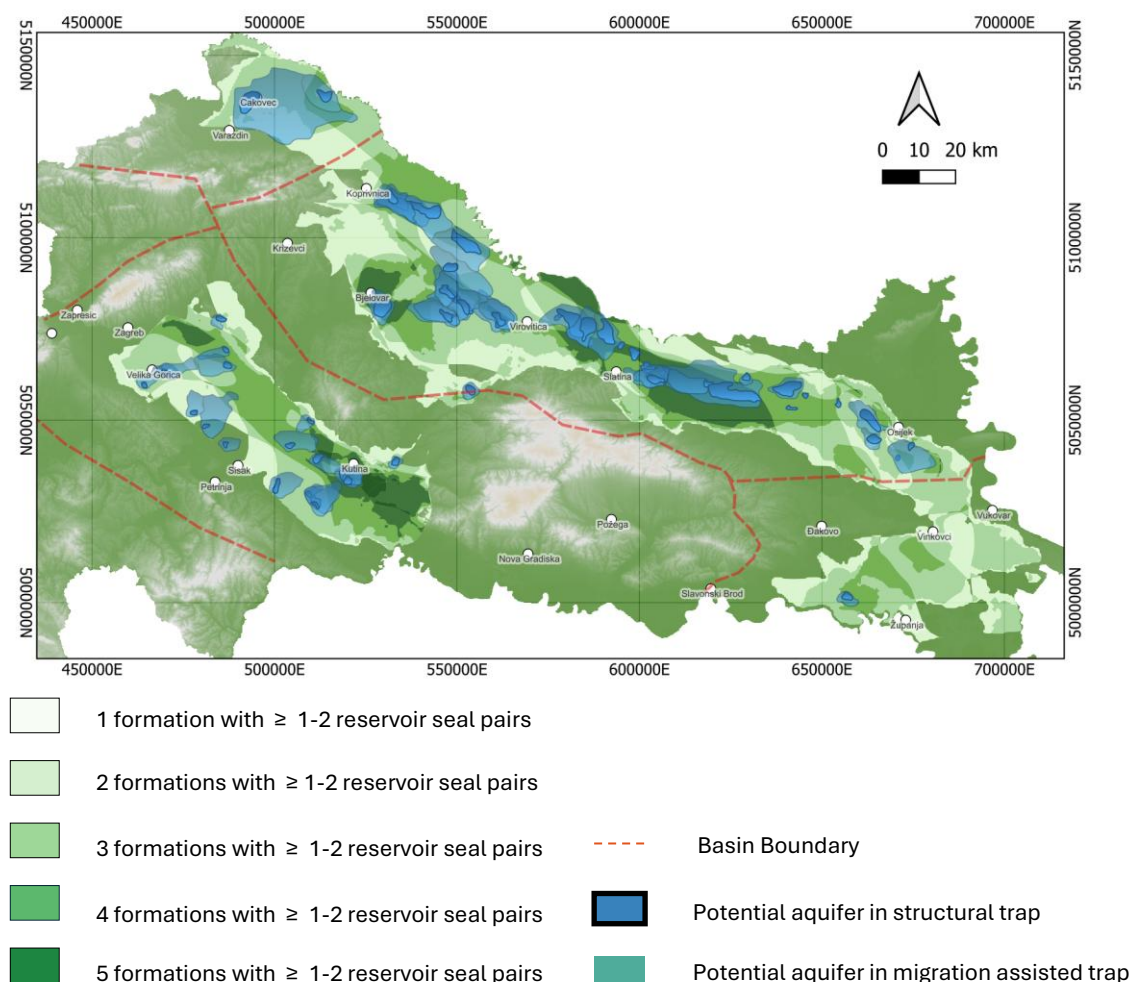 450000E 500000E 550000E 600000E 650000E 700000E
5150000N
5150000N
Čakovec
Varaždin
0 10 20 km
Koprivnica
5100000N
5100000N
Križevci
Bjelovar
Zaprešić
Zagreb
Virovitica
Velika Gorica
Slatina
5050000N
5050000N
Osijek
Sisak
Kutina
Petrinja
Vukovar
Požega
Đakovo
Vinkovci
Nova Gradiška
5000000N
5000000N
Slavonski Brod
Županja
450000E 500000E 550000E 600000E 650000E 700000E
1 formation with ≥ 1-2 reservoir seal pairs
2 formations with ≥ 1-2 reservoir seal pairs
3 formations with ≥ 1-2 reservoir seal pairs
Basin Boundary
4 formations with ≥ 1-2 reservoir seal pairs
Potential aquifer in structural trap
5 formations with ≥ 1-2 reservoir seal pairs
Potential aquifer in migration assisted trap